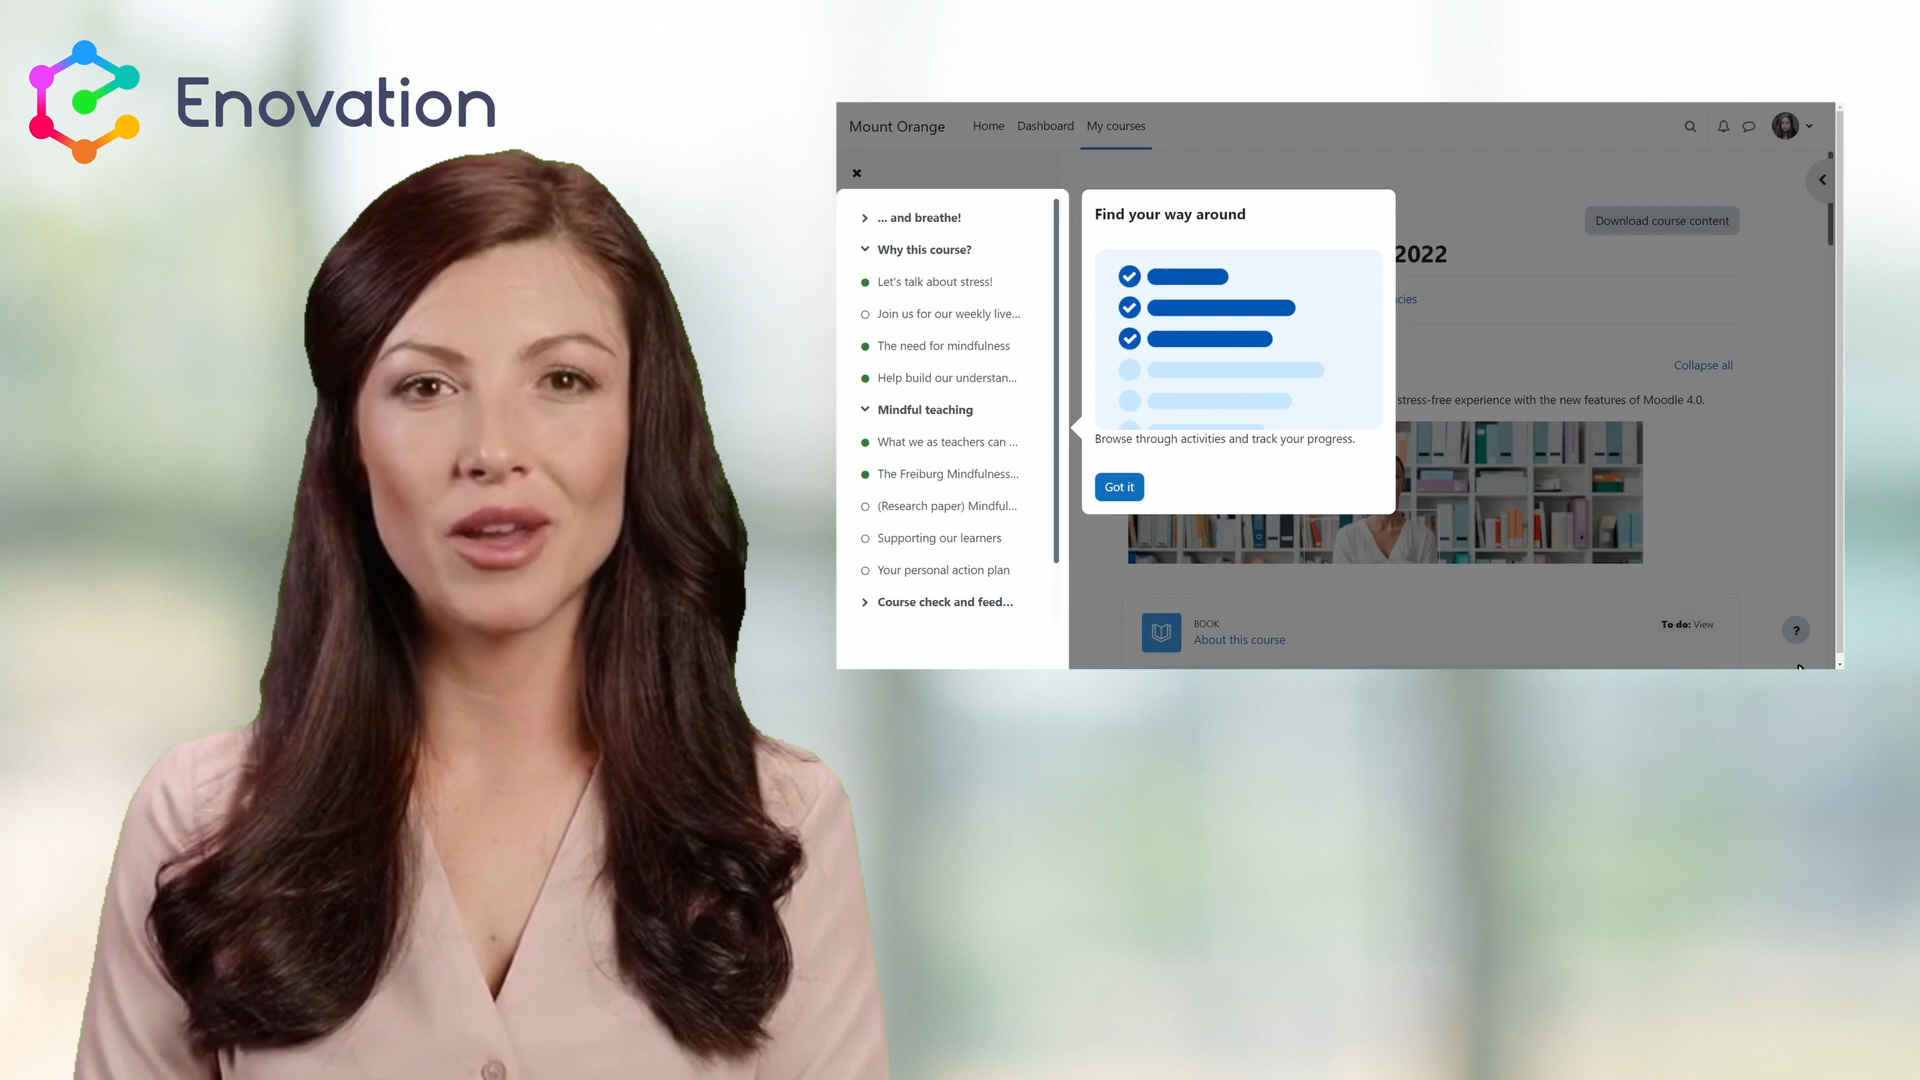 Enovation
Mount Orange
Home
Dashboard
My courses
... and breathe!
Why this course?
Let's talk about stress!
Join us for our weekly live...
The need for mindfulness
Help build our understan...
Mindful teaching
What we as teachers can ...
The Freiburg Mindfulness...
(Research paper) Mindful...
Supporting our learners
Your personal action plan
Course check and feed...
Find your way around
Browse through activities and track your progress.
Got it
Download course content
2022
Collapse all
stress-free experience with the new features of Moodle 4.0.
BOOK
About this course
To do: View
?